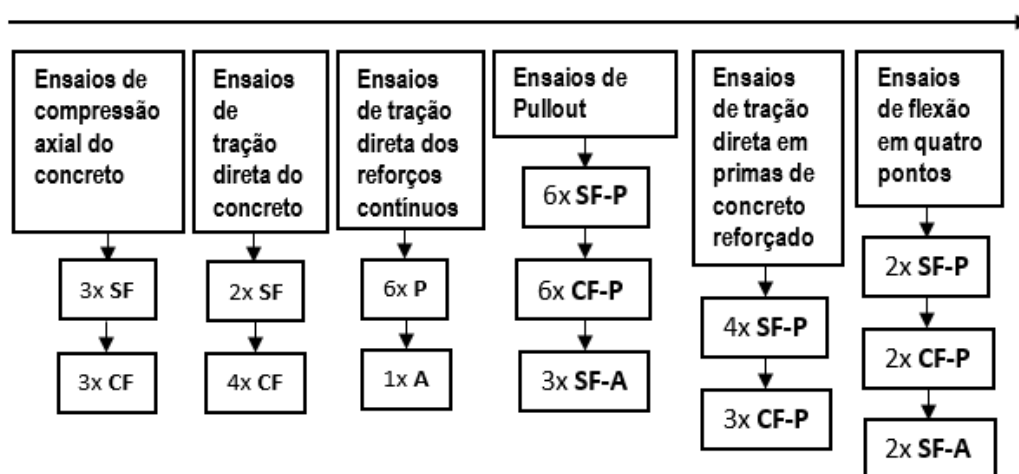 Ensaios de
compressão
axial do
concreto
3x SF
3x CF
Ensaios
de
tração
direta do
concreto
2x SF
4x CF
Ensaios
de tração
direta dos
reforços
contínuos
6x P
1x A
Ensaios de
Pullout
6x SF-P
6x CF-P
3x SF-A
Ensaios
de tração
direta em
primas de
concreto
reforçado
4x SF-P
3x CF-P
Ensaios
de flexão
em quatro
pontos
2x SF-P
2x CF-P
2x SF-A